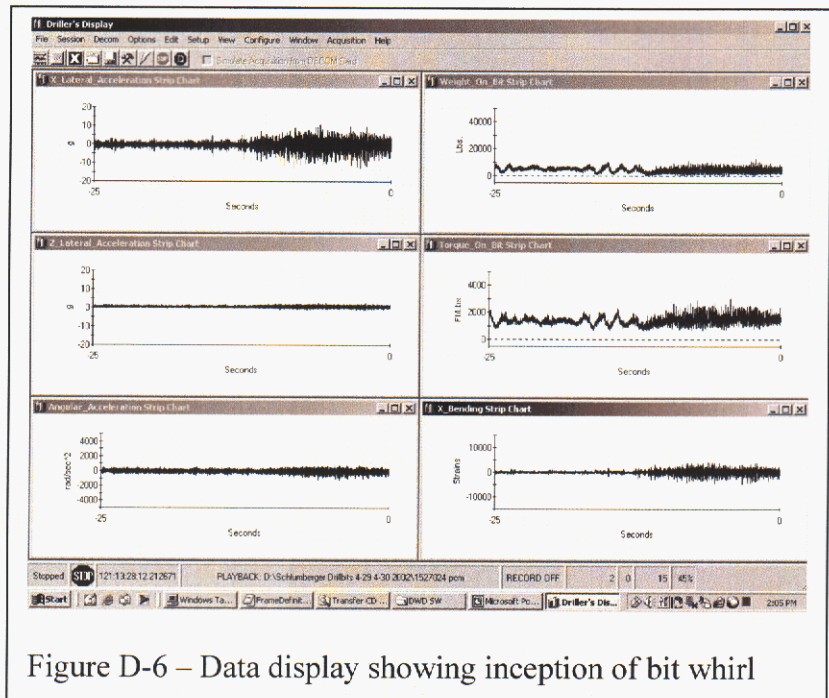 Driller's Display
File Session Decom Options Edit Setup View Configure Window Acquisition Help
Simulate Acquisition from DECOM Card
X_Lateral_Acceleration Strip Chart
20
10
g 0
10
20
-25 0
Seconds
Weight_On_Bit Strip Chart
40000
Lbs. 20000
0
-25 0
Seconds
Z_Lateral_Acceleration Strip Chart
20
10
g 0
-10
-20
-25 0
Seconds
Torque_On_Bit Strip Chart
4000
2000
0
-25 0
Seconds
Angular_Acceleration Strip Chart
4000
2000
rad/sec^2 0
-2000
-4000
-25 0
Seconds
X_Bending Strip Chart
10000
Strains 0
-10000
-25 0
Seconds
Stopped STOP 121:13:28:12.212671 PLAYBACK: D:\Schlumberger Drillbits 4-29 4-30 2002\1527024.pcm RECORD OFF 2 0 15 45%
Start Windows Ta... FrameDefinit... Transfer CD ... DWD SW Microsoft Po... Driller's Dis... 2:05 PM
Figure D-6 – Data display showing inception of bit whirl